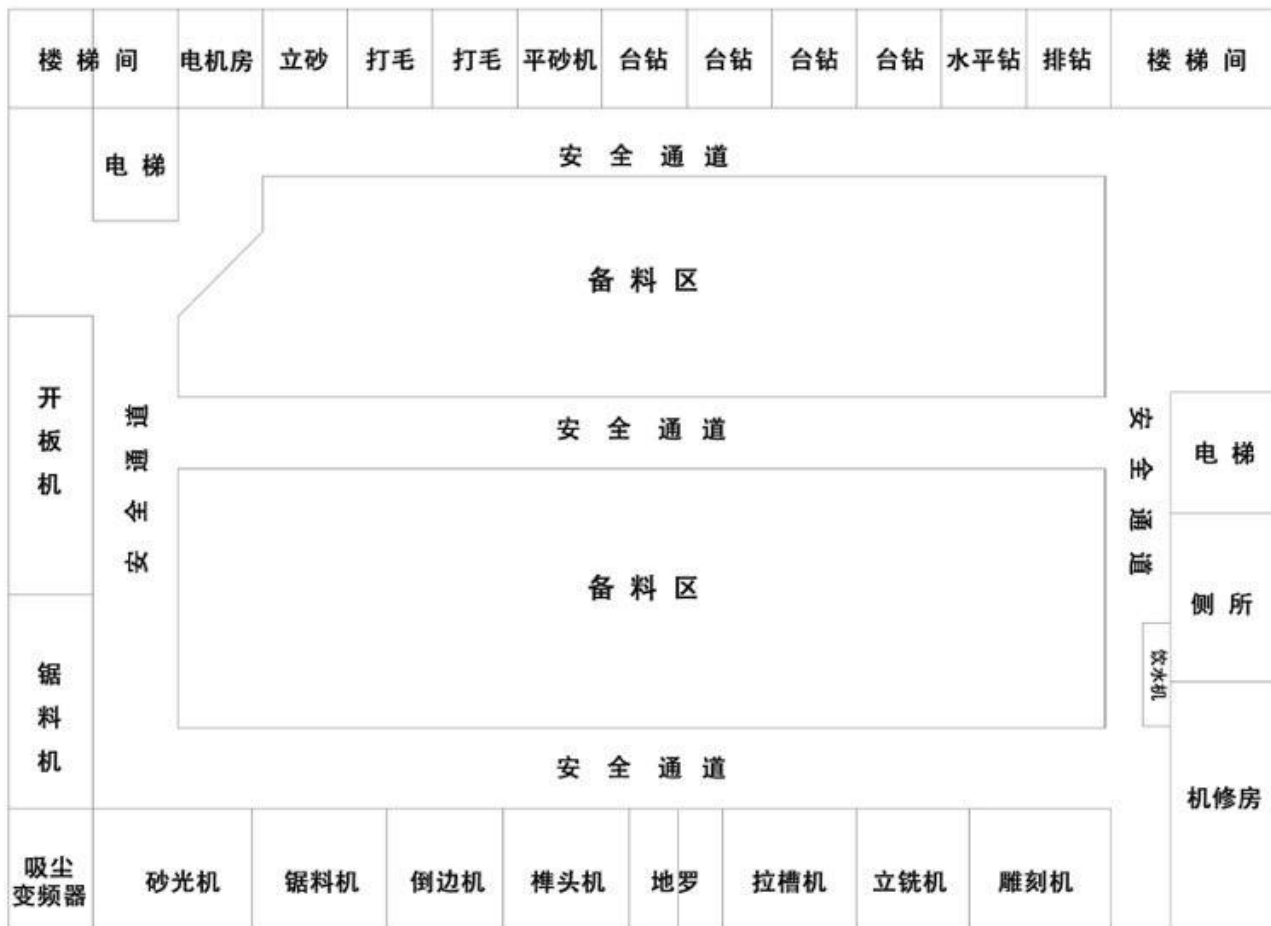 楼梯间 电机房 立砂 打毛 打毛 平砂机 台钻 台钻 台钻 台钻 水平钻 排钻 楼梯间
电梯
安全通道
备料区
开板机
安全通道
安全通道
安全通道
电梯
备料区
侧所
饮水机
锯料机
安全通道
机修房
吸尘
变频器
砂光机 锯料机 倒边机 榫头机 地罗 拉槽机 立铣机 雕刻机